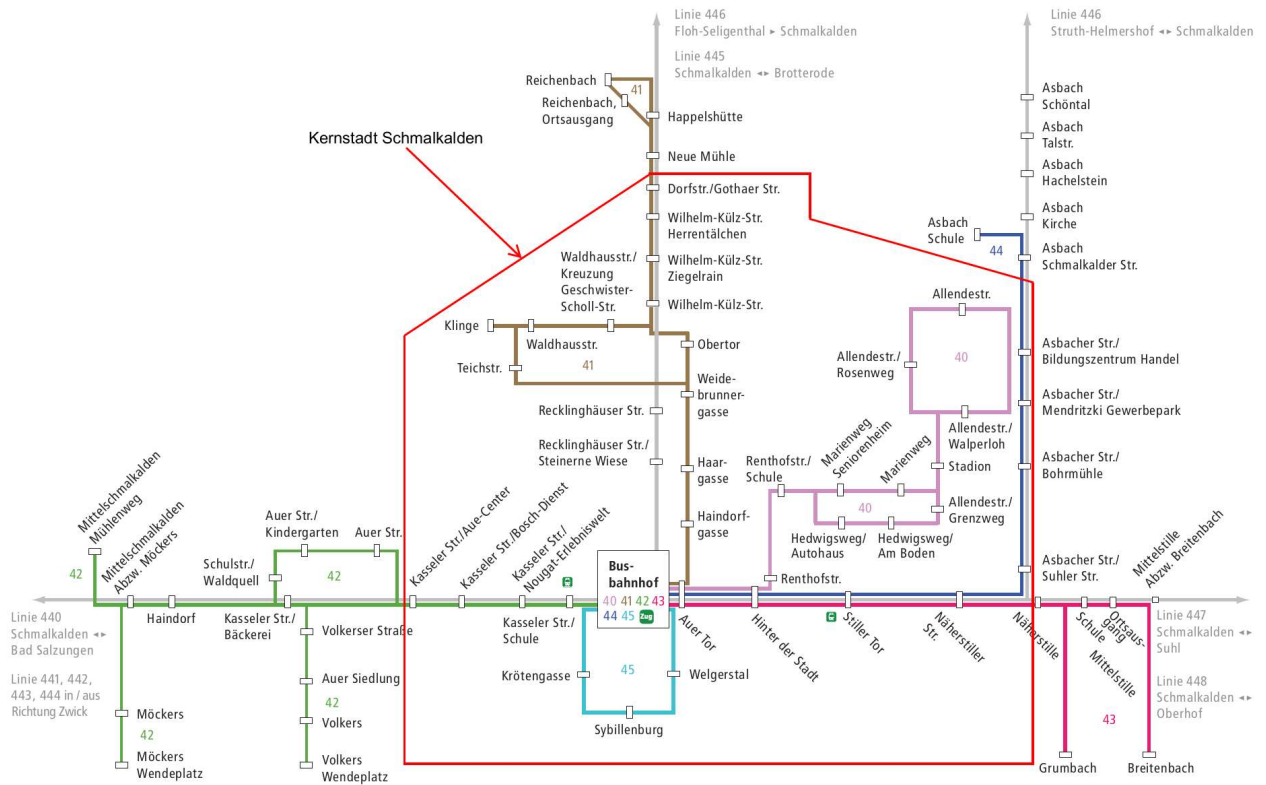 Linie 446
Floh-Seligenthal ▸ Schmalkalden
Linie 445
Schmalkalden ◂▸ Brotterode
Linie 446
Struth-Helmershof ◂▸ Schmalkalden
Reichenbach
41
Reichenbach,
Ortsausgang
Happelshütte
Neue Mühle
Kernstadt Schmalkalden
Dorfstr./Gothaer Str.
Wilhelm-Külz-Str.
Herrentälchen
Wilhelm-Külz-Str.
Ziegelrain
Wilhelm-Külz-Str.
Waldhausstr./
Kreuzung
Geschwister-
Scholl-Str.
Klinge
Waldhausstr.
Teichstr.
41
Obertor
Weide-
brunner-
gasse
Recklinghäuser Str.
Recklinghäuser Str./
Steinerne Wiese
Haar-
gasse
Haindorf-
gasse
Asbach
Schöntal
Asbach
Talstr.
Asbach
Hachelstein
Asbach
Kirche
Asbach
Schule
44
Asbach
Schmalkalder Str.
Allendestr.
Allendestr./
Rosenweg
40
Allendestr./
Walperloh
Stadion
Allendestr./
Grenzweg
Asbacher Str./
Bildungszentrum Handel
Asbacher Str./
Mendritzki Gewerbepark
Asbacher Str./
Bohrmühle
Asbacher Str./
Suhler Str.
Renthofstr./
Schule
Marienweg
Seniorenheim
Marienweg
40
Hedwigsweg/
Autohaus
Hedwigsweg/
Am Boden
Renthofstr.
Mittelschmalkalden
Mühlenweg
42
Mittelschmalkalden
Abzw. Möckers
Haindorf
Schulstr./
Waldquell
Auer Str./
Kindergarten
Auer Str.
42
Kasseler Str./
Bäckerei
Kasseler Str./Aue-Center
Kasseler Str./Bosch-Dienst
Kasseler Str./
Nougat-Erlebniswelt
Kasseler Str./
Schule
Bus-
bahnhof
40 41 42 43
44 45 Zug
Auer Tor
Hinter der Stadt
Stiller Tor
Näherstiller
Str.
Näherstille
Schule
Ortsaus-
gang
Mittelstille
Mittelstille
Abzw. Breitenbach
Linie 440
Schmalkalden ◂▸
Bad Salzungen
Linie 441, 442,
443, 444 in / aus
Richtung Zwick
Volkerser Straße
Auer Siedlung
42
Volkers
Volkers
Wendeplatz
Möckers
42
Möckers
Wendeplatz
Krötengasse
45
Welgerstal
Sybillenburg
Linie 447
Schmalkalden ◂▸
Suhl
Linie 448
Schmalkalden ◂▸
Oberhof
43
Grumbach
Breitenbach